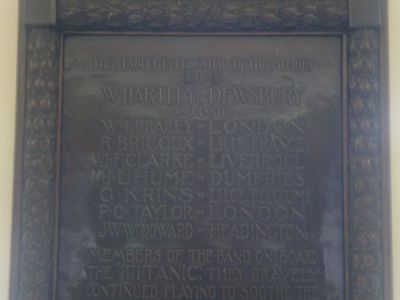 THIS TABLET IS DEDICATED TO THE MEMORY
OF
W HARTLEY OF DEWSBURY
BANDMASTER
W.T. BRAILEY - LONDON
R. BRICOUX - LILLE, FRANCE
J.F. CLARKE - LIVERPOOL
J.L. HUME - DUMFRIES
G. KRINS - LIEGE, BELGIUM
P.C. TAYLOR - LONDON
J.W. WOODWARD - HEADINGTON,
MEMBERS OF THE BAND ON BOARD
THE "TITANIC." THEY BRAVELY
CONTINUED PLAYING TO SOOTHE THE